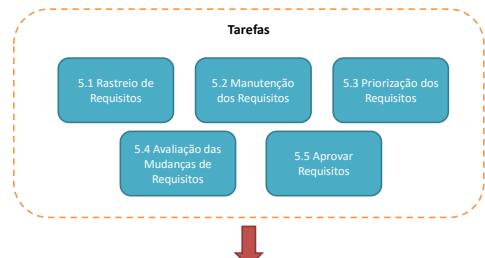 Tarefas
5.1 Rastreio de
Requisitos
5.2 Manutenção
dos Requisitos
5.3 Priorização dos
Requisitos
5.4 Avaliação das
Mudanças de
Requisitos
5.5 Aprovar
Requisitos